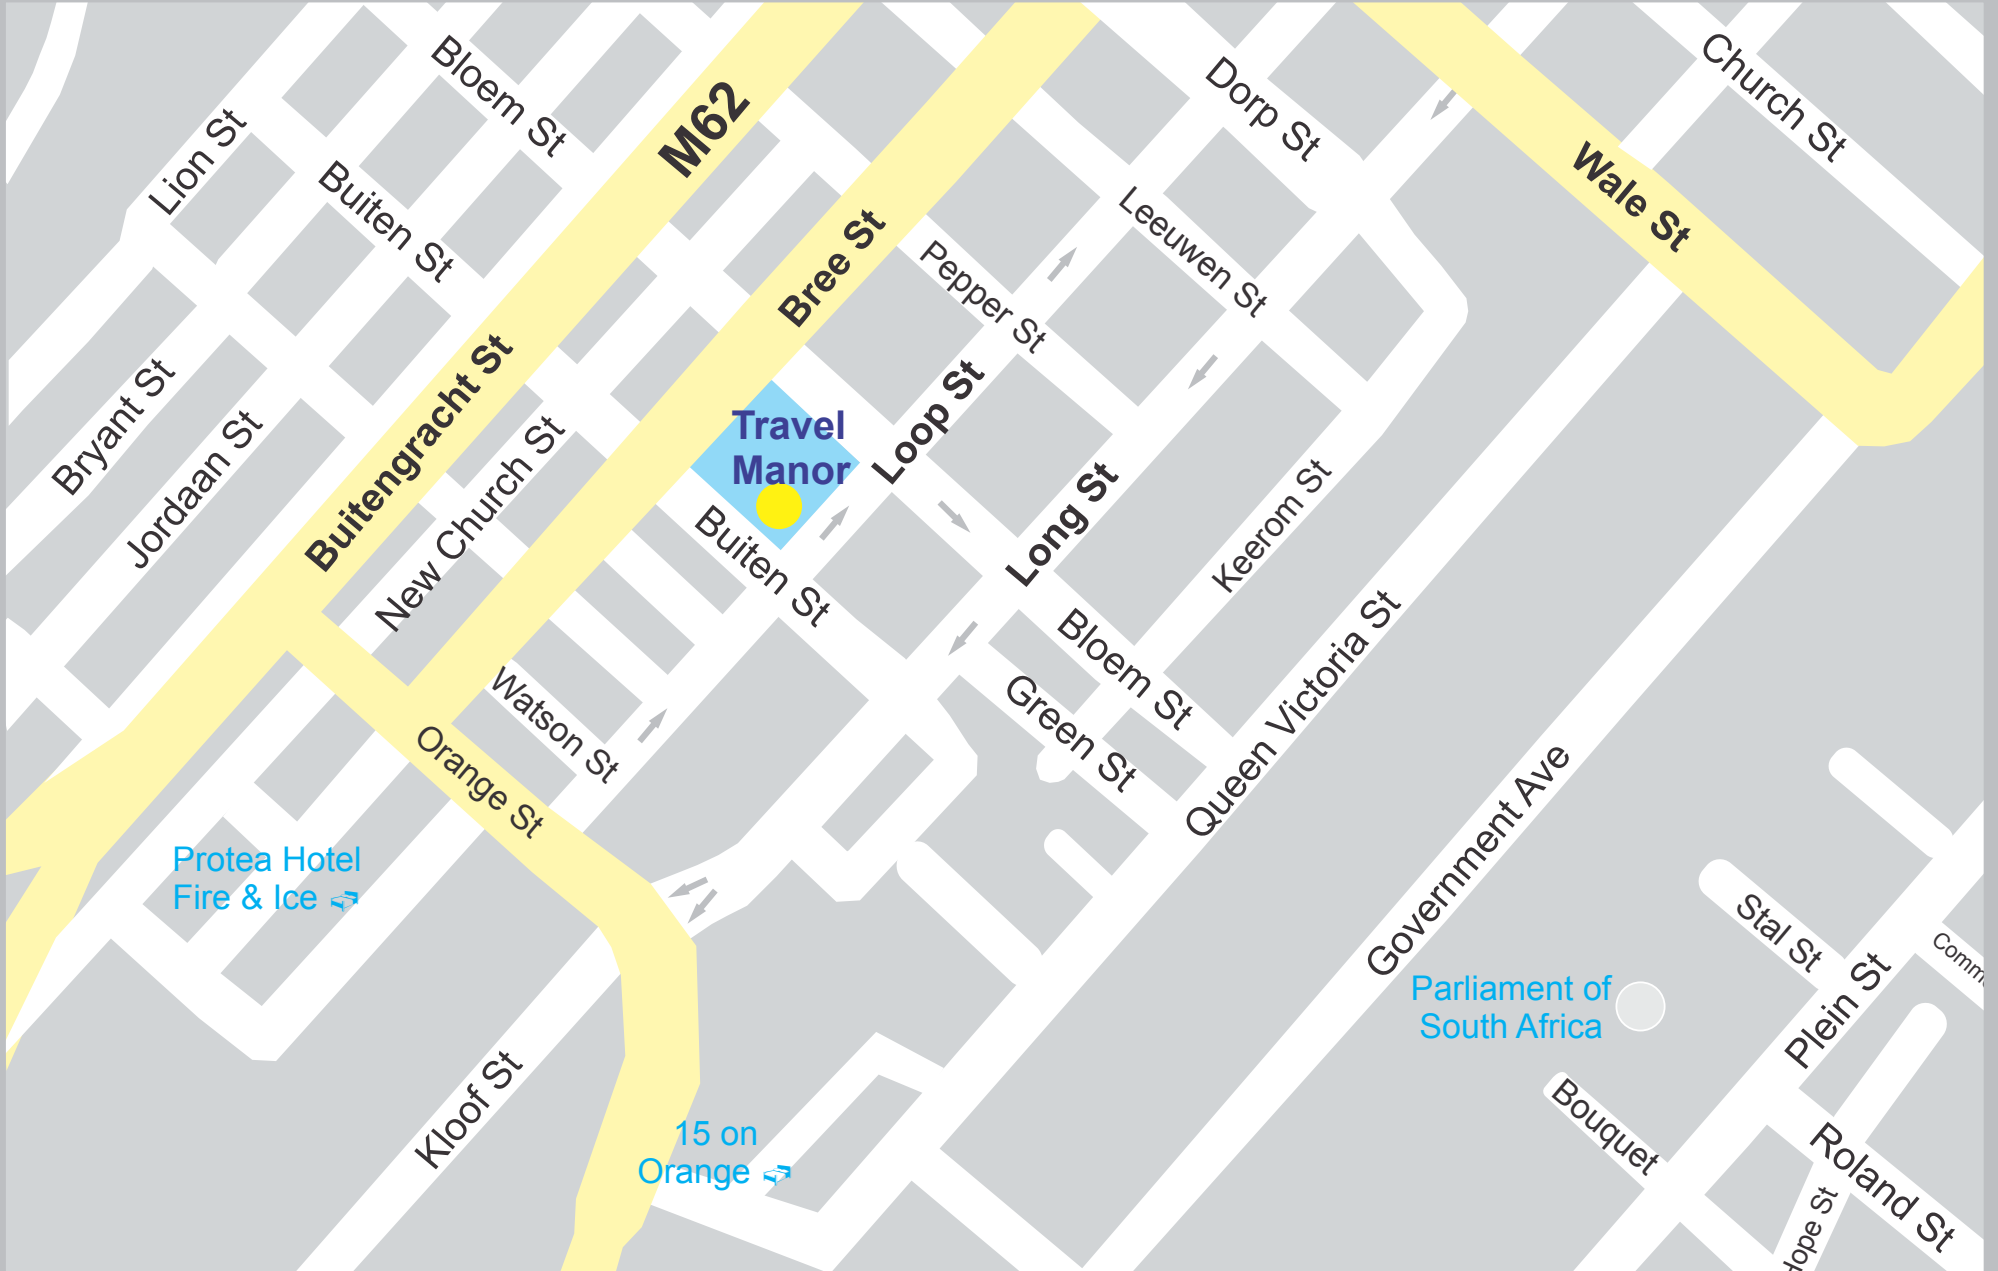 Bloem St
M62
Dorp St
Church St
Lion St
Buiten St
Wale St
Leeuwen St
Bree St
Pepper St
Bryant St
Jordaan St
Buitengracht St
New Church St
Travel
Manor
Loop St
Long St
Keerom St
Buiten St
Bloem St
Green St
Queen Victoria St
Watson St
Orange St
Government Ave
Protea Hotel
Fire & Ice
Stal St
Plein St
Comm
Parliament of
South Africa
Kloof St
15 on
Orange
Bouquet
Roland St
Hope St